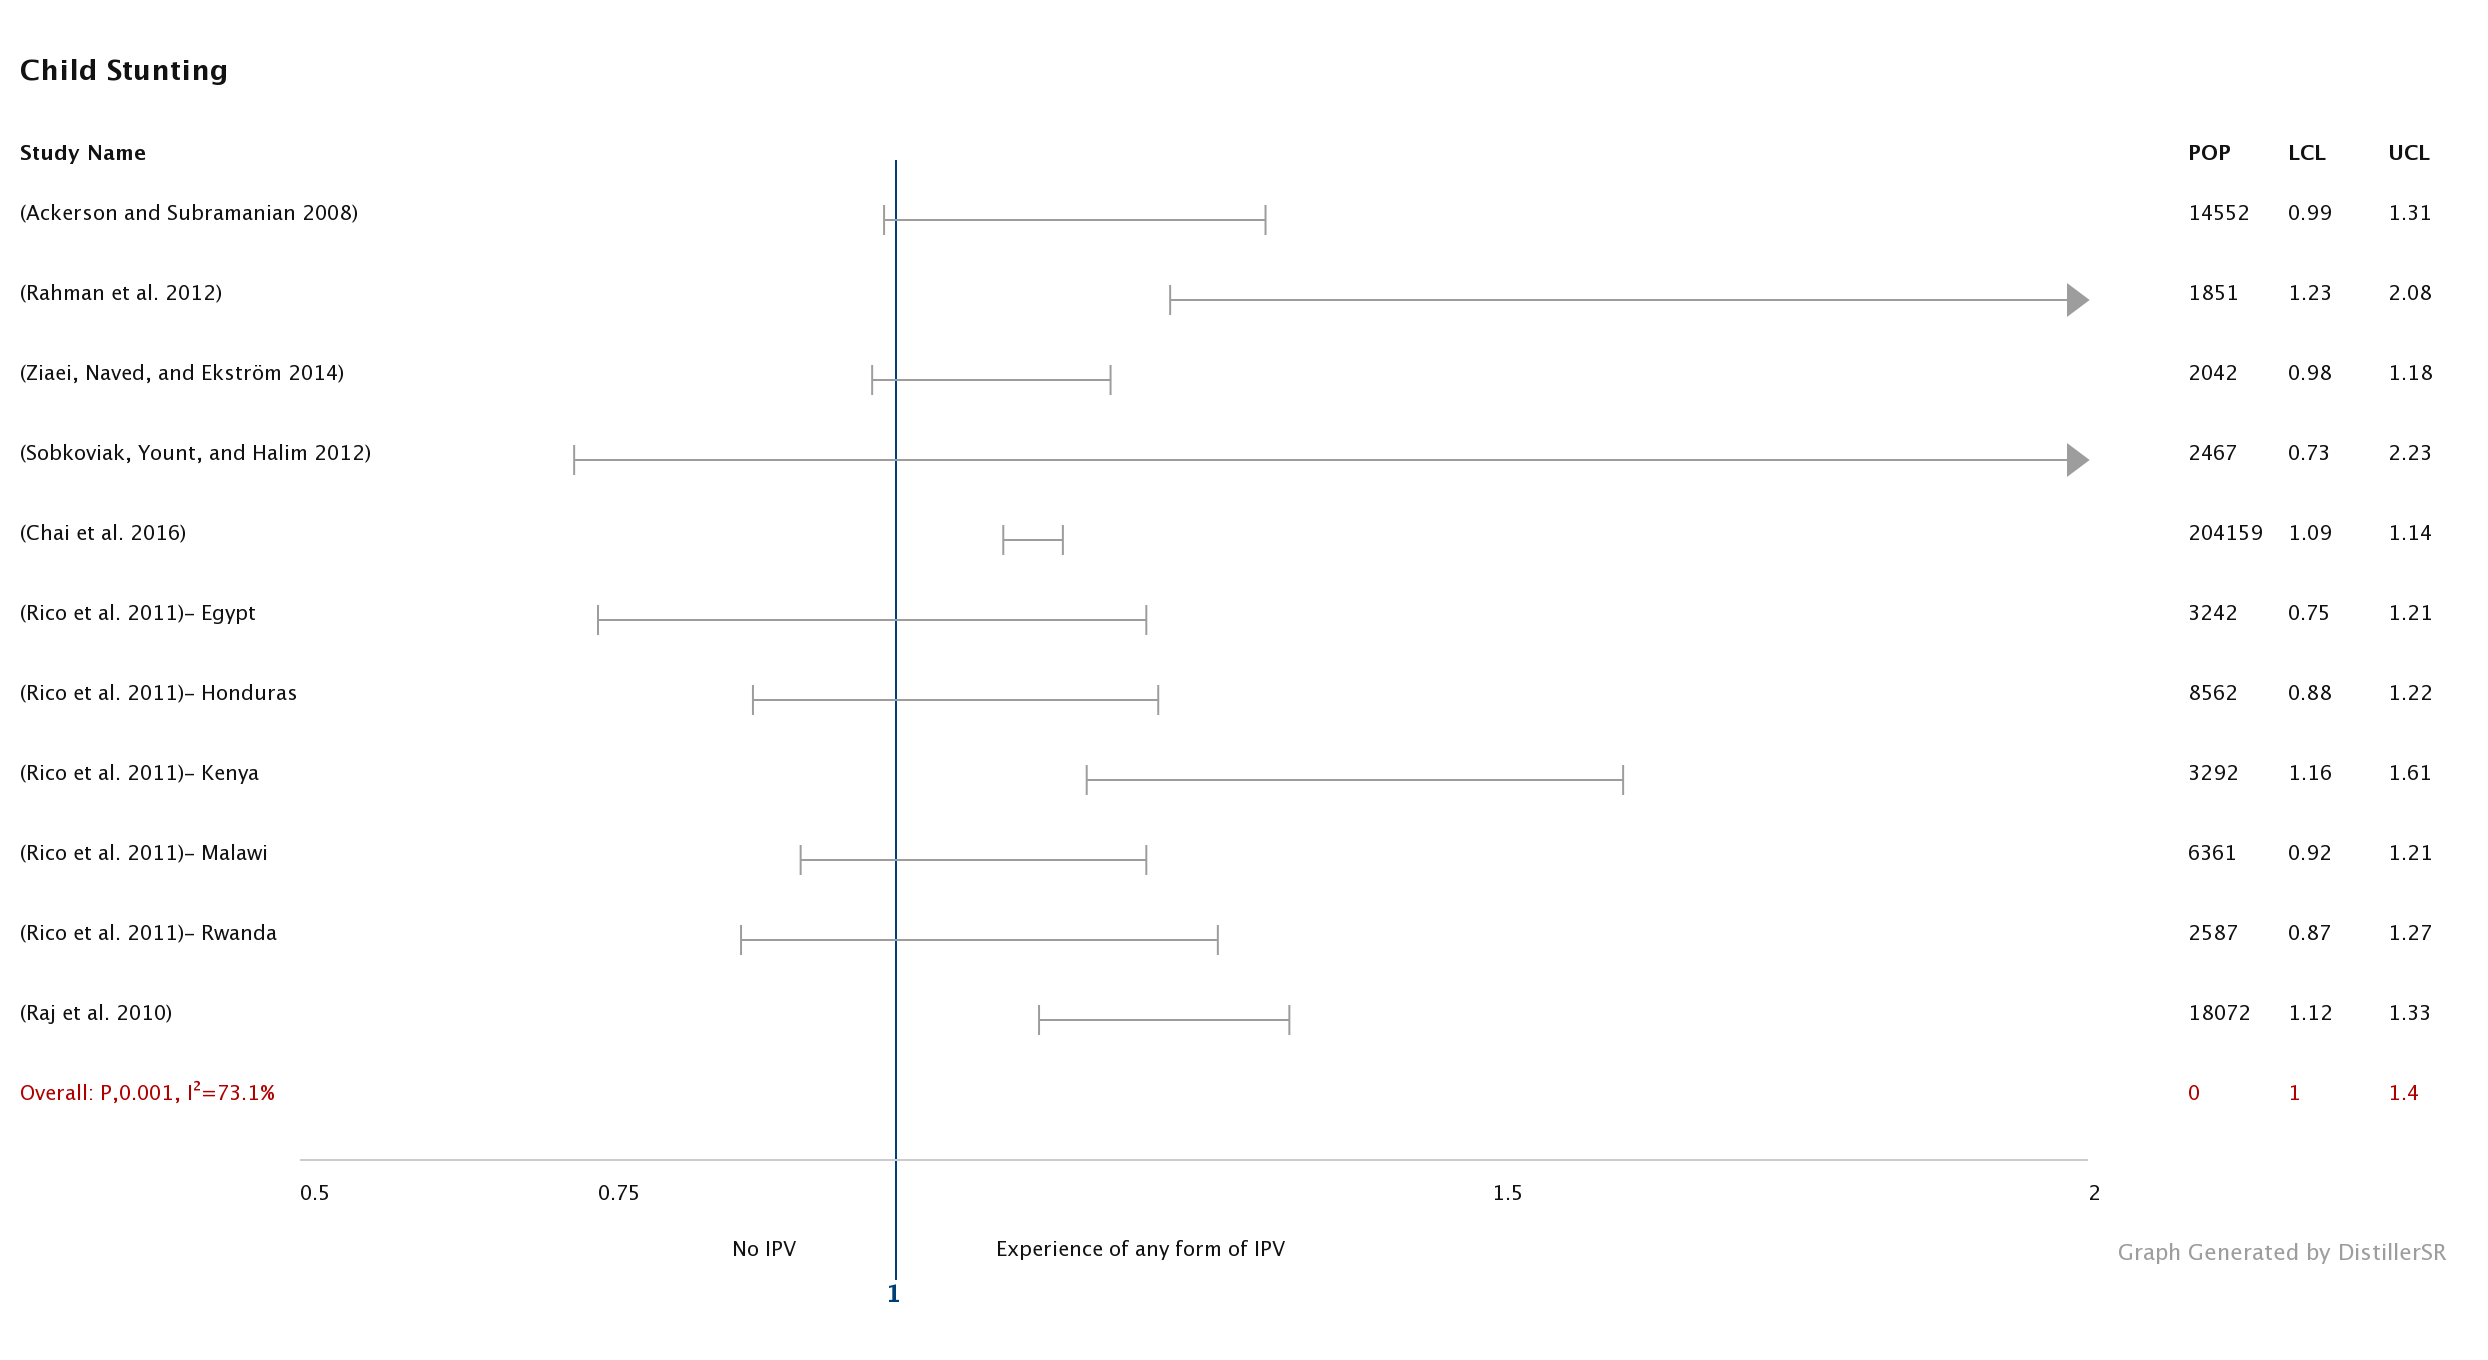 Child Stunting
Study Name POP LCL UCL
(Ackerson and Subramanian 2008) 14552 0.99 1.31
(Rahman et al. 2012) 1851 1.23 2.08
(Ziaei, Naved, and Ekström 2014) 2042 0.98 1.18
(Sobkoviak, Yount, and Halim 2012) 2467 0.73 2.23
(Chai et al. 2016) 204159 1.09 1.14
(Rico et al. 2011)– Egypt 3242 0.75 1.21
(Rico et al. 2011)– Honduras 8562 0.88 1.22
(Rico et al. 2011)– Kenya 3292 1.16 1.61
(Rico et al. 2011)– Malawi 6361 0.92 1.21
(Rico et al. 2011)– Rwanda 2587 0.87 1.27
(Raj et al. 2010) 18072 1.12 1.33
Overall: P,0.001, I²=73.1% 0 1 1.4
0.5 0.75 1.5 2
No IPV Experience of any form of IPV Graph Generated by DistillerSR
1